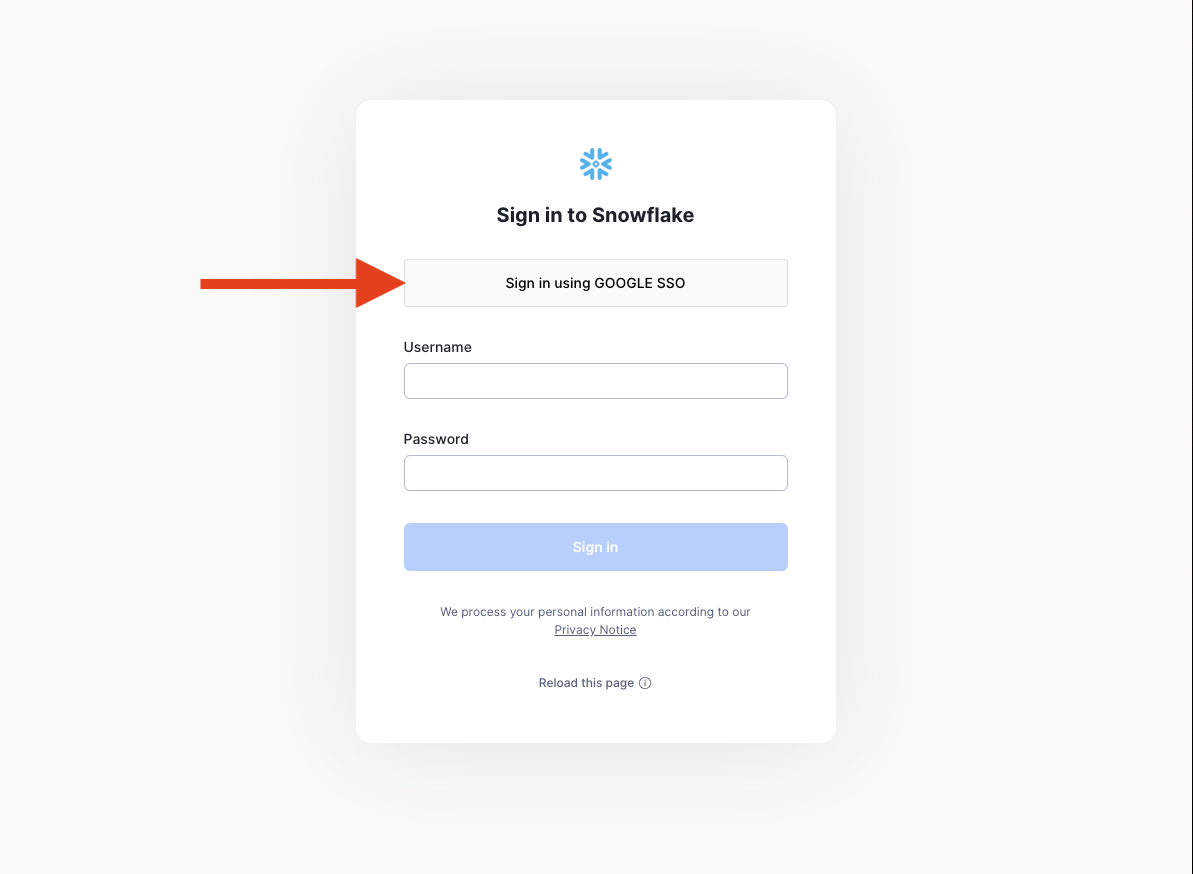 Sign in to Snowflake
Sign in using GOOGLE SSO
Username
Password
Sign in
We process your personal information according to our
Privacy Notice
Reload this page